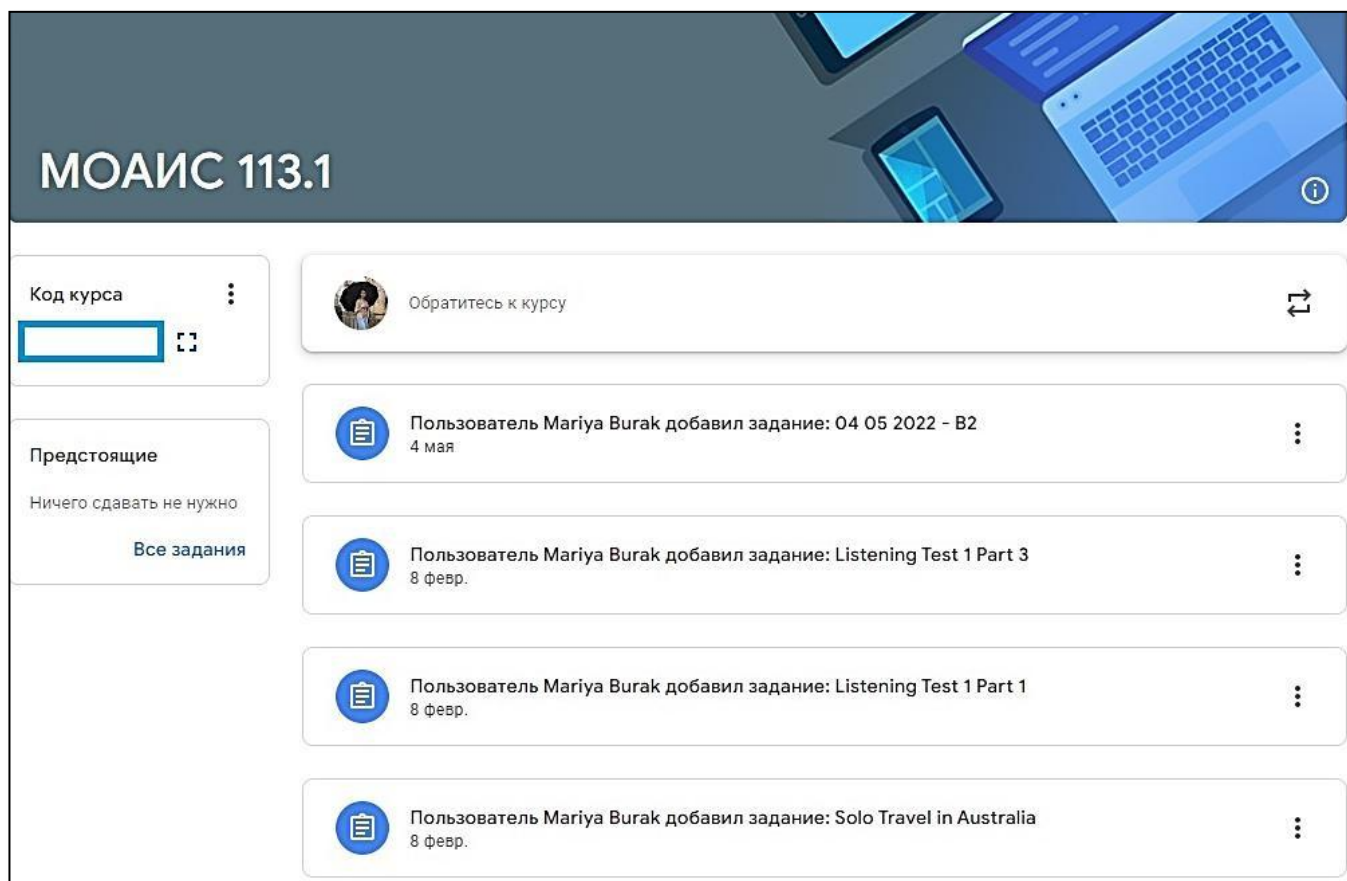 МОАИС 113.1
Код курса
Предстоящие
Ничего сдавать не нужно
Все задания
Обратитесь к курсу
Пользователь Mariya Burak добавил задание: 04 05 2022 - B2
4 мая
Пользователь Mariya Burak добавил задание: Listening Test 1 Part 3
8 февр.
Пользователь Mariya Burak добавил задание: Listening Test 1 Part 1
8 февр.
Пользователь Mariya Burak добавил задание: Solo Travel in Australia
8 февр.